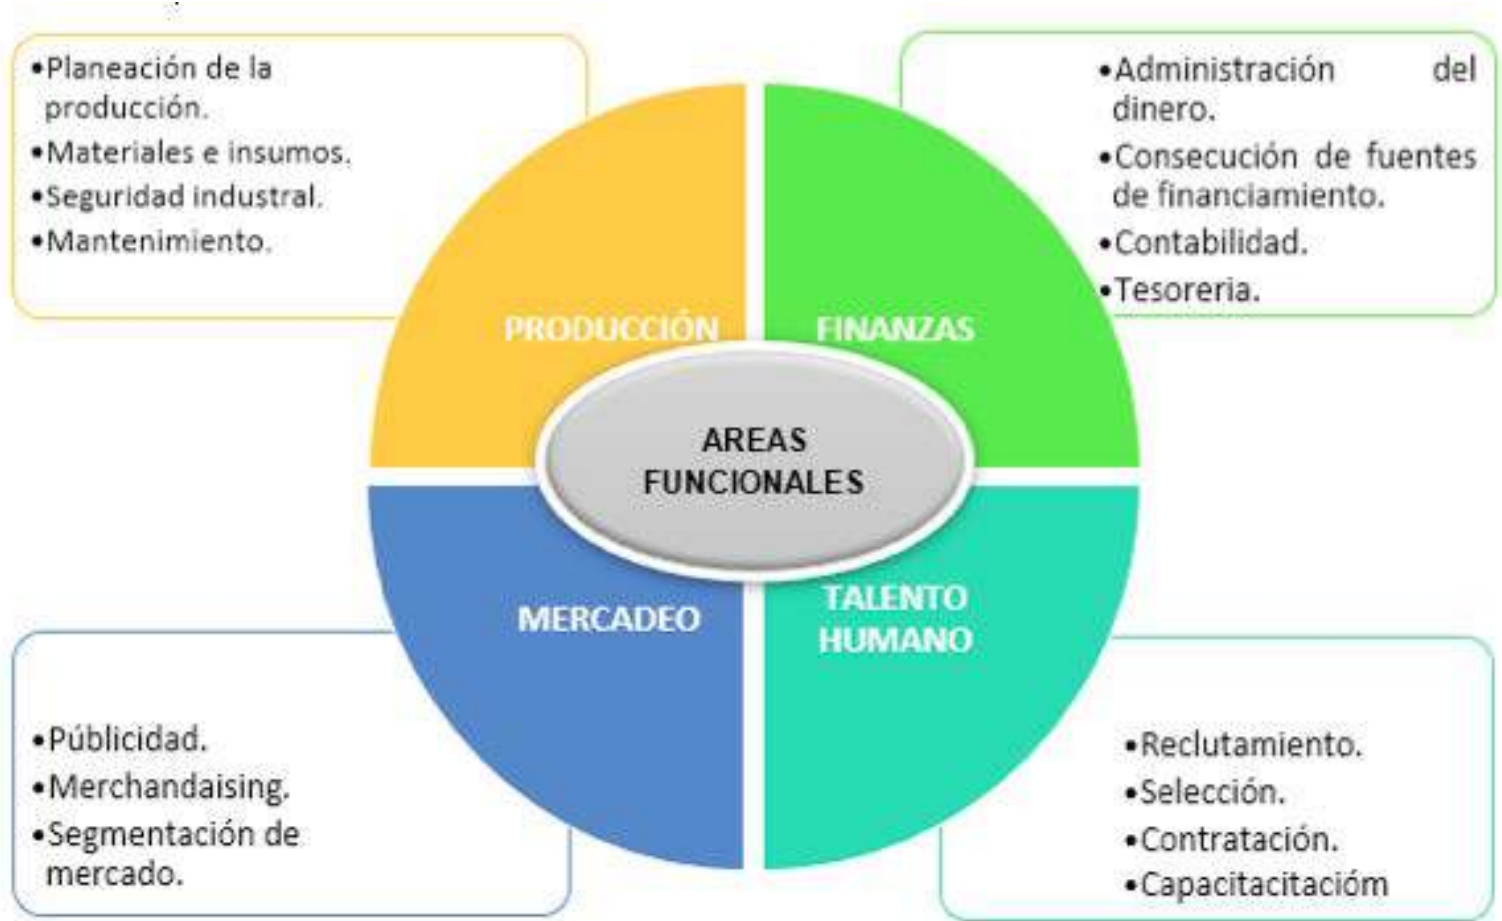 •Planeación de la
producción.
•Materiales e insumos.
•Seguridad industral.
•Mantenimiento.
•Administración del
dinero.
•Consecución de fuentes
de financiamiento.
•Contabilidad.
•Tesoreria.
PRODUCCIÓN
FINANZAS
AREAS
FUNCIONALES
MERCADEO
TALENTO
HUMANO
•Públicidad.
•Merchandaising.
•Segmentación de
mercado.
•Reclutamiento.
•Selección.
•Contratación.
•Capacitacitacióm